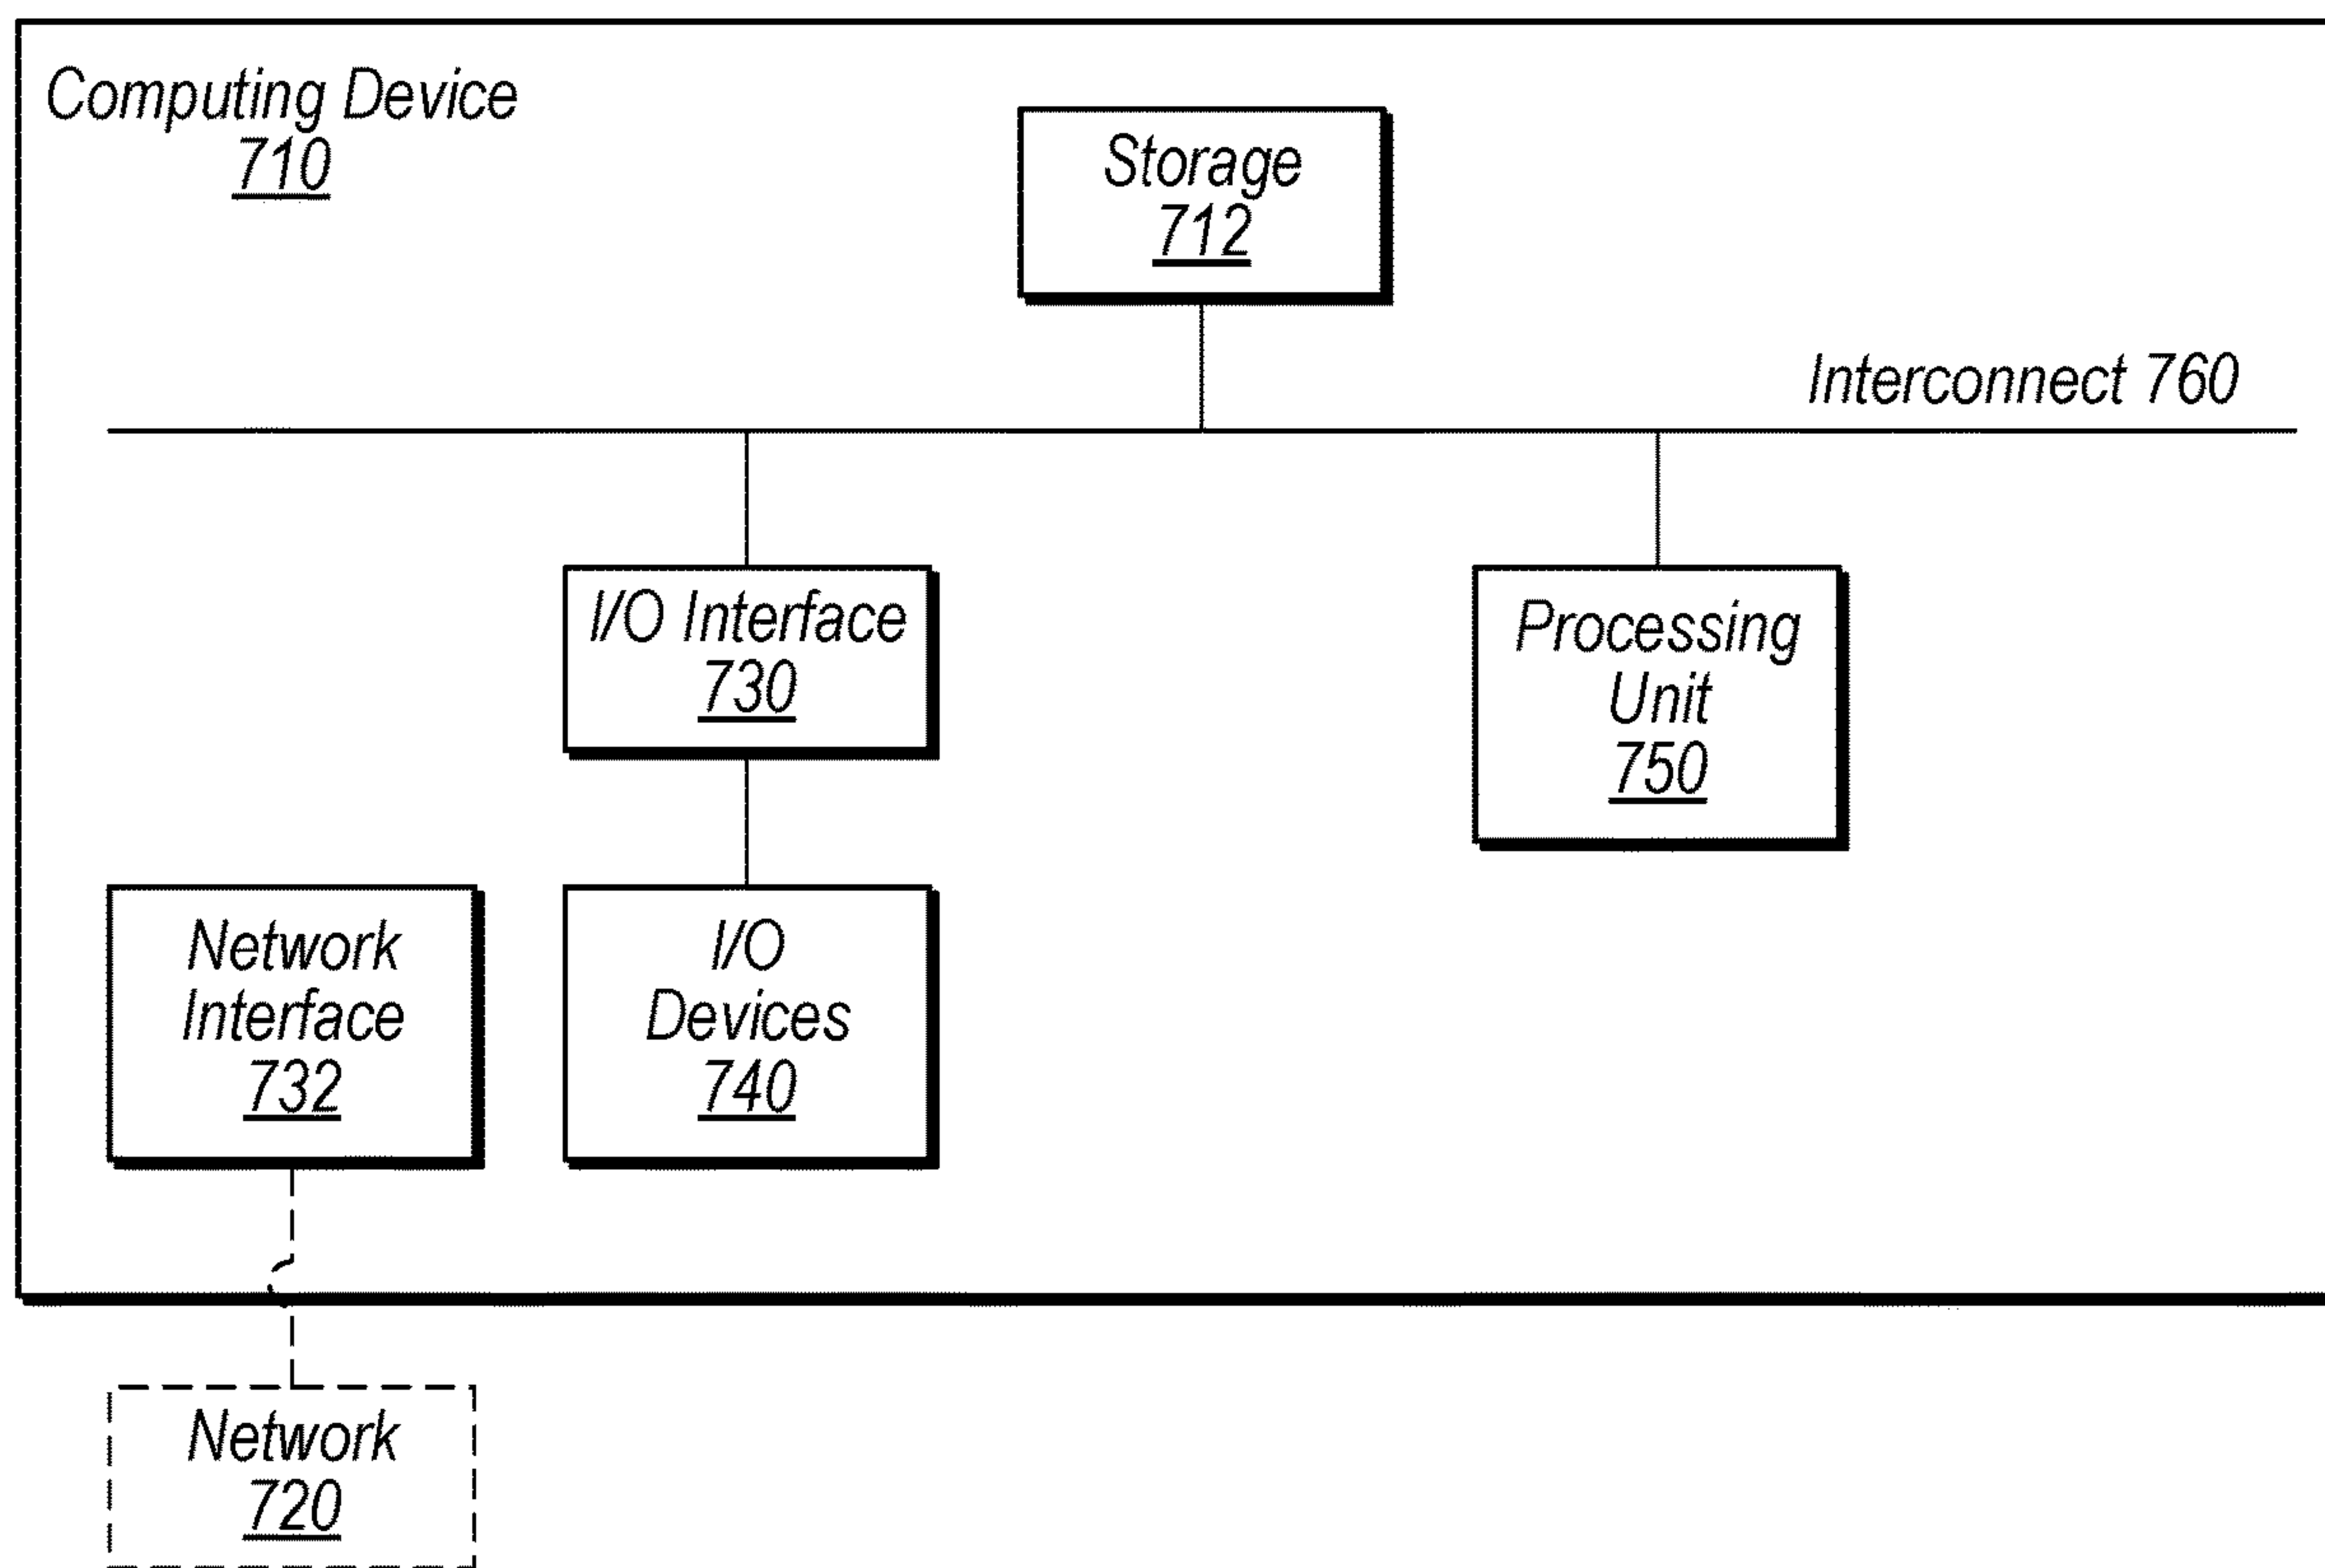 Computing Device
710
Storage
712
Interconnect 760
I/O Interface
730
Processing
Unit
750
Network
Interface
732
I/O
Devices
740
Network
720